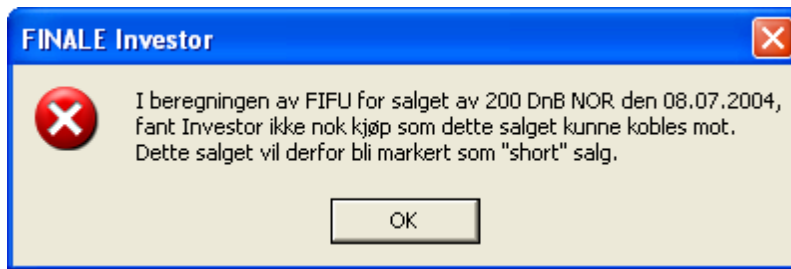 FINALE Investor
I beregningen av FIFU for salget av 200 DnB NOR den 08.07.2004,
fant Investor ikke nok kjøp som dette salget kunne kobles mot.
Dette salget vil derfor bli markert som "short" salg.
OK